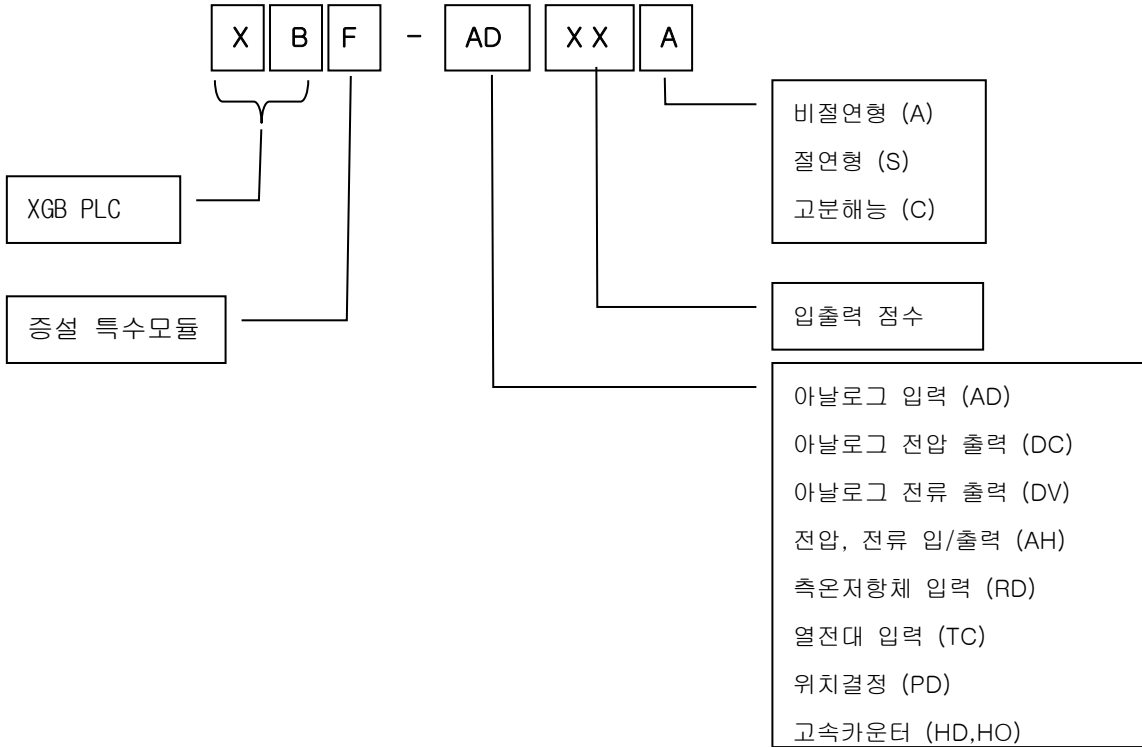 X B F - AD XX A
비절연형 (A)
절연형 (S)
고분해능 (C)
XGB PLC
증설 특수모듈
입출력 점수
아날로그 입력 (AD)
아날로그 전압 출력 (DC)
아날로그 전류 출력 (DV)
전압, 전류 입/출력 (AH)
측온저항체 입력 (RD)
열전대 입력 (TC)
위치결정 (PD)
고속카운터 (HD,HO)